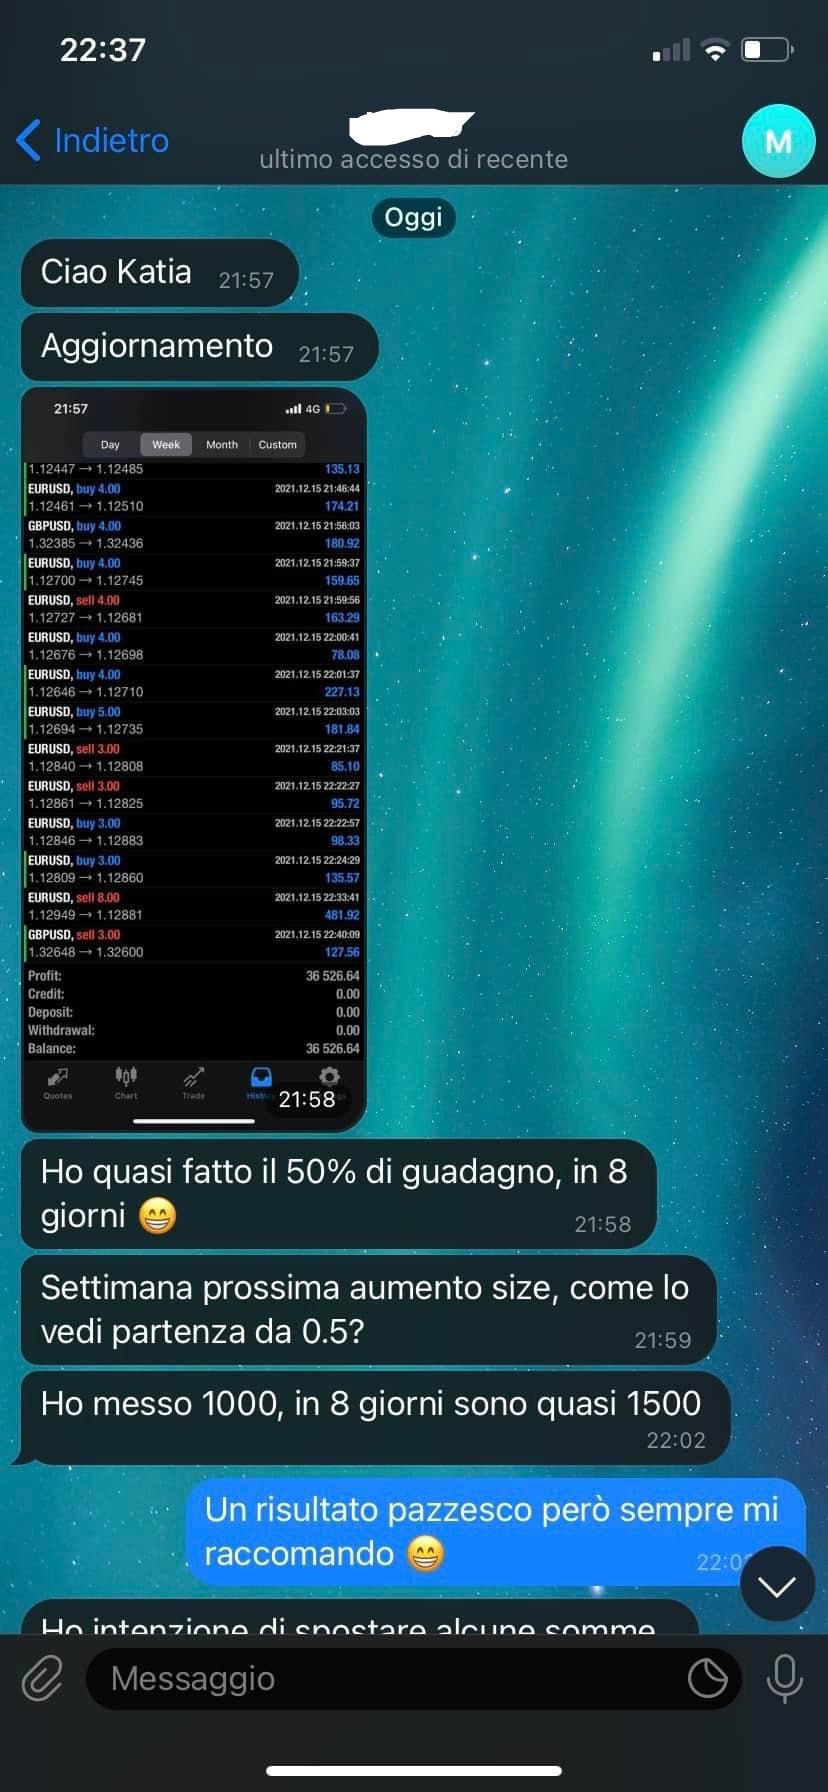 22:37
Indietro
ultimo accesso di recente
M
Oggi
Ciao Katia 21:57
Aggiornamento 21:57
21:57 4G
Day Week Month Custom
1.12447 → 1.12485 135.13
EURUSD, buy 4.00 2021.12.15 21:46:44
1.12461 → 1.12510 174.21
GBPUSD, buy 4.00 2021.12.15 21:56:03
1.32385 → 1.32436 180.92
EURUSD, buy 4.00 2021.12.15 21:59:37
1.12700 → 1.12745 159.65
EURUSD, sell 4.00 2021.12.15 21:59:56
1.12727 → 1.12681 163.29
EURUSD, buy 4.00 2021.12.15 22:00:41
1.12676 → 1.12698 78.08
EURUSD, buy 4.00 2021.12.15 22:01:37
1.12646 → 1.12710 227.13
EURUSD, buy 5.00 2021.12.15 22:03:03
1.12694 → 1.12735 181.84
EURUSD, sell 3.00 2021.12.15 22:21:37
1.12840 → 1.12808 85.10
EURUSD, sell 3.00 2021.12.15 22:22:27
1.12861 → 1.12825 95.72
EURUSD, buy 3.00 2021.12.15 22:22:57
1.12846 → 1.12883 98.33
EURUSD, buy 3.00 2021.12.15 22:24:29
1.12809 → 1.12860 135.57
EURUSD, sell 8.00 2021.12.15 22:33:41
1.12949 → 1.12881 481.92
GBPUSD, sell 3.00 2021.12.15 22:40:09
1.32648 → 1.32600 127.56
Profit: 36 526.64
Credit: 0.00
Deposit: 0.00
Withdrawal: 0.00
Balance: 36 526.64
Quotes Chart Trade
21:58
Ho quasi fatto il 50% di guadagno, in 8
giorni 😁 21:58
Settimana prossima aumento size, come lo
vedi partenza da 0.5? 21:59
Ho messo 1000, in 8 giorni sono quasi 1500
22:02
Un risultato pazzesco però sempre mi
raccomando 😁
Ho intenzione di spostare alcune somme
Messaggio